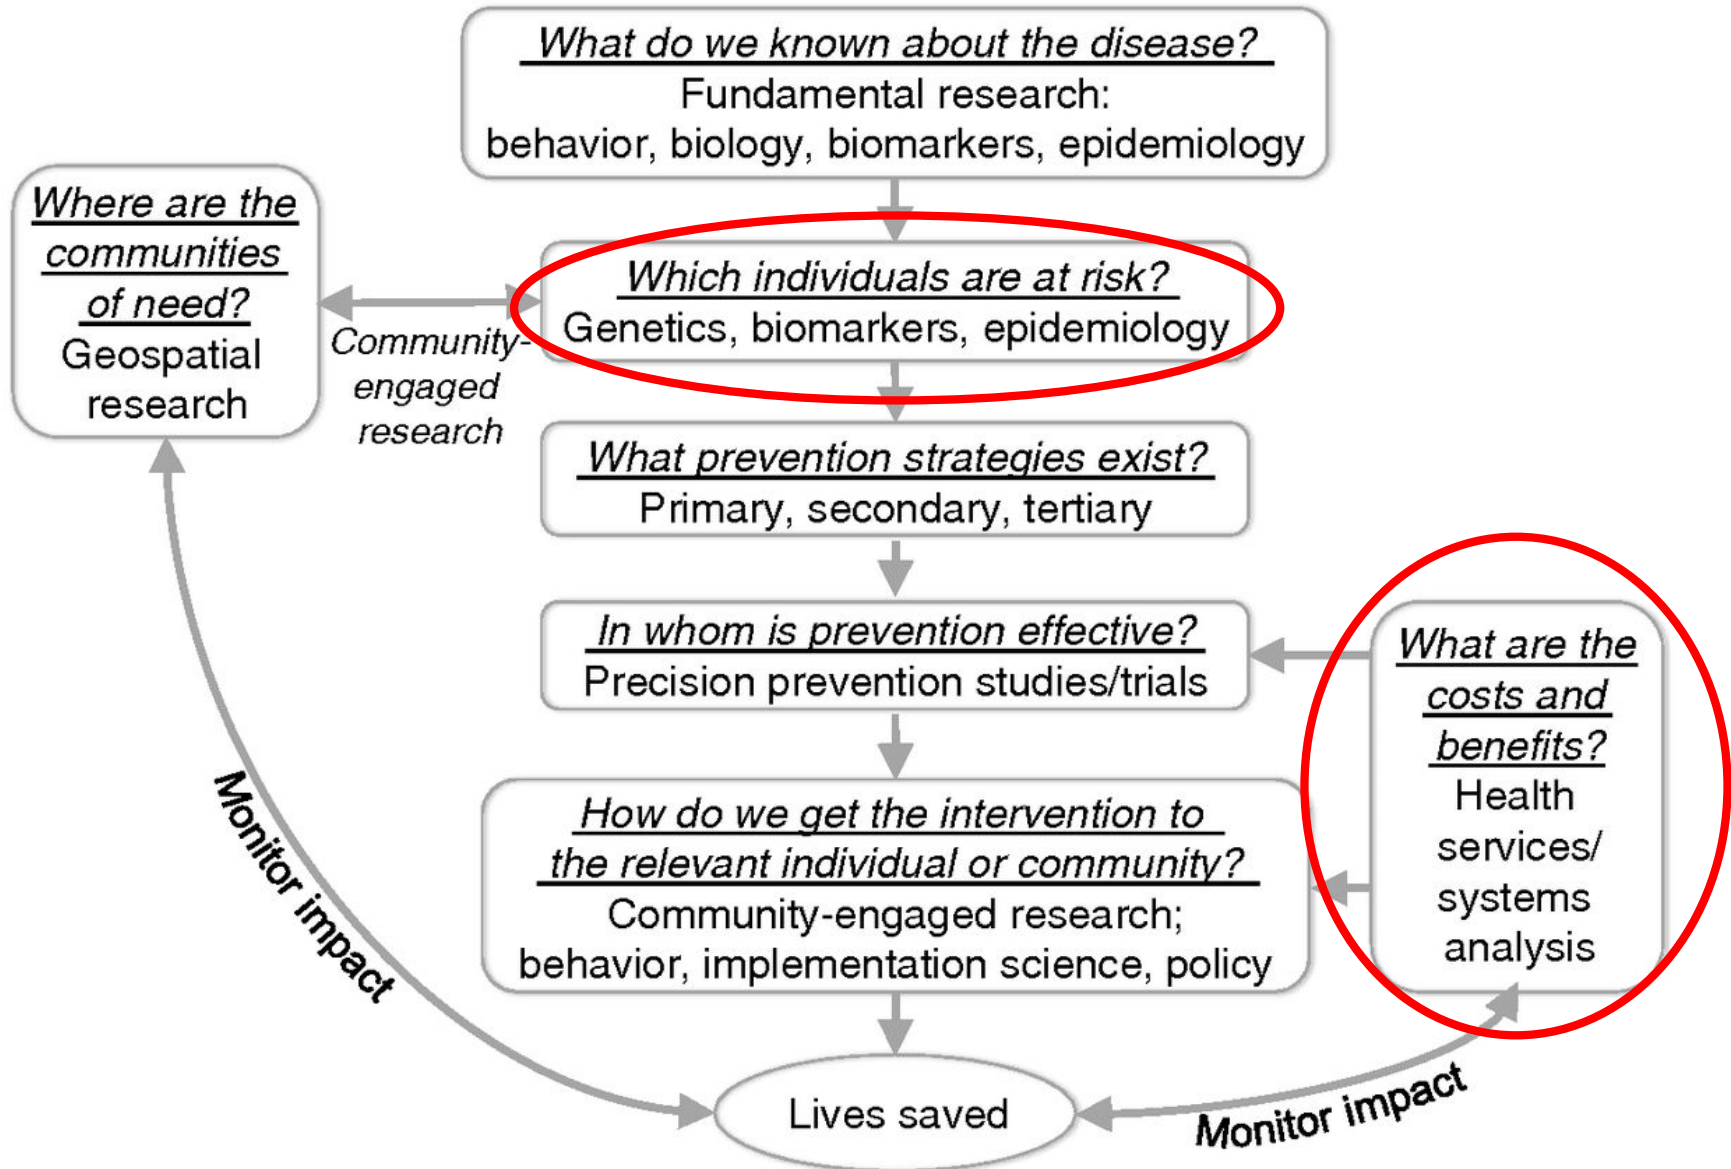 What do we known about the disease?
Fundamental research:
behavior, biology, biomarkers, epidemiology
Where are the
communities
of need?
Geospatial
research
Community-
engaged
research
Which individuals are at risk?
Genetics, biomarkers, epidemiology
What prevention strategies exist?
Primary, secondary, tertiary
In whom is prevention effective?
Precision prevention studies/trials
What are the
costs and
benefits?
Health
services/
systems
analysis
How do we get the intervention to
the relevant individual or community?
Community-engaged research;
behavior, implementation science, policy
Monitor impact
Lives saved
Monitor impact